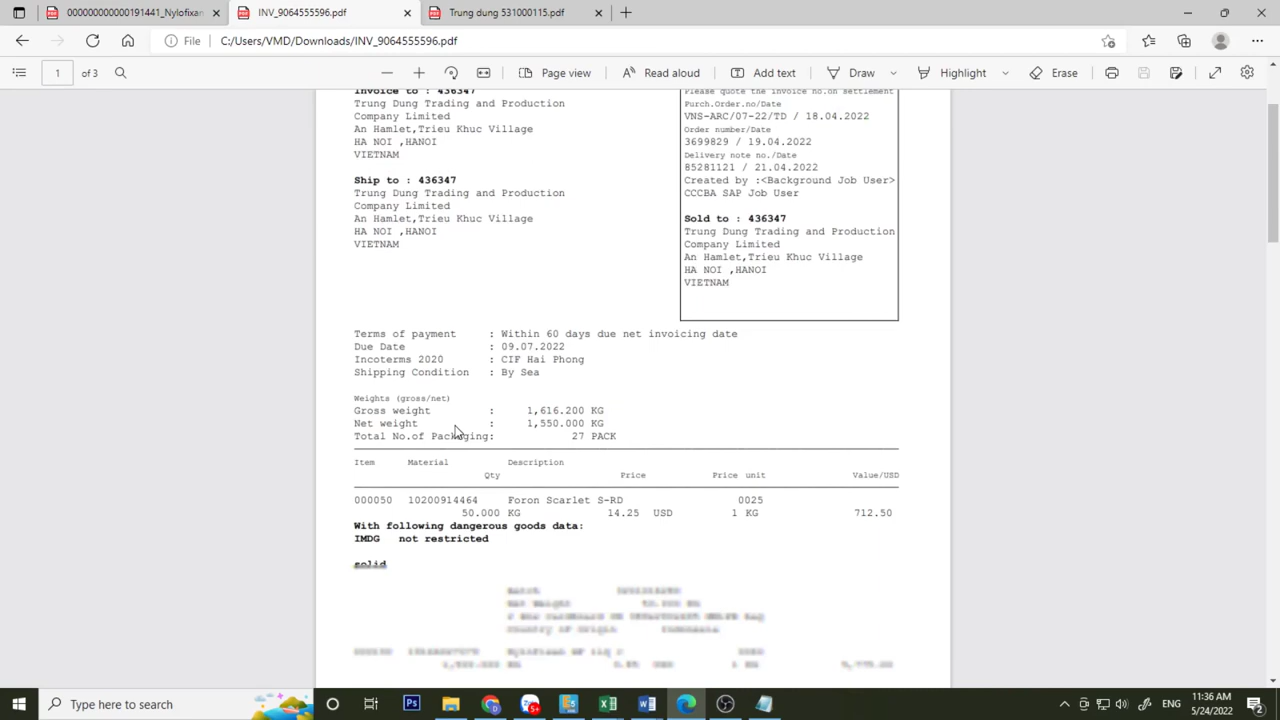 000000000000191441_Nylofixan
INV_9064555596.pdf
Trung dung 531000115.pdf
File
C:/Users/VMD/Downloads/INV_9064555596.pdf
1 of 3
Page view
Read aloud
Add text
Draw
Highlight
Erase
Invoice to : 436347
Trung Dung Trading and Production
Company Limited
An Hamlet,Trieu Khuc Village
HA NOI ,HANOI
VIETNAM
Ship to : 436347
Trung Dung Trading and Production
Company Limited
An Hamlet,Trieu Khuc Village
HA NOI ,HANOI
VIETNAM
Please quote the invoice no.on settlement
Purch.Order.no/Date
VNS-ARC/07-22/TD / 18.04.2022
Order number/Date
3699829 / 19.04.2022
Delivery note no./Date
85281121 / 21.04.2022
Created by :<Background Job User>
CCCBA SAP Job User
Sold to : 436347
Trung Dung Trading and Production
Company Limited
An Hamlet,Trieu Khuc Village
HA NOI ,HANOI
VIETNAM
Terms of payment : Within 60 days due net invoicing date
Due Date : 09.07.2022
Incoterms 2020 : CIF Hai Phong
Shipping Condition : By Sea
Weights (gross/net)
Gross weight : 1,616.200 KG
Net weight : 1,550.000 KG
Total No.of Packaging: 27 PACK
Item Material Description
Qty Price Price unit Value/USD
000050 10200914464 Foron Scarlet S-RD 0025
50.000 KG 14.25 USD 1 KG 712.50
With following dangerous goods data:
IMDG not restricted
solid
Type here to search
ENG
11:36 AM
5/24/2022